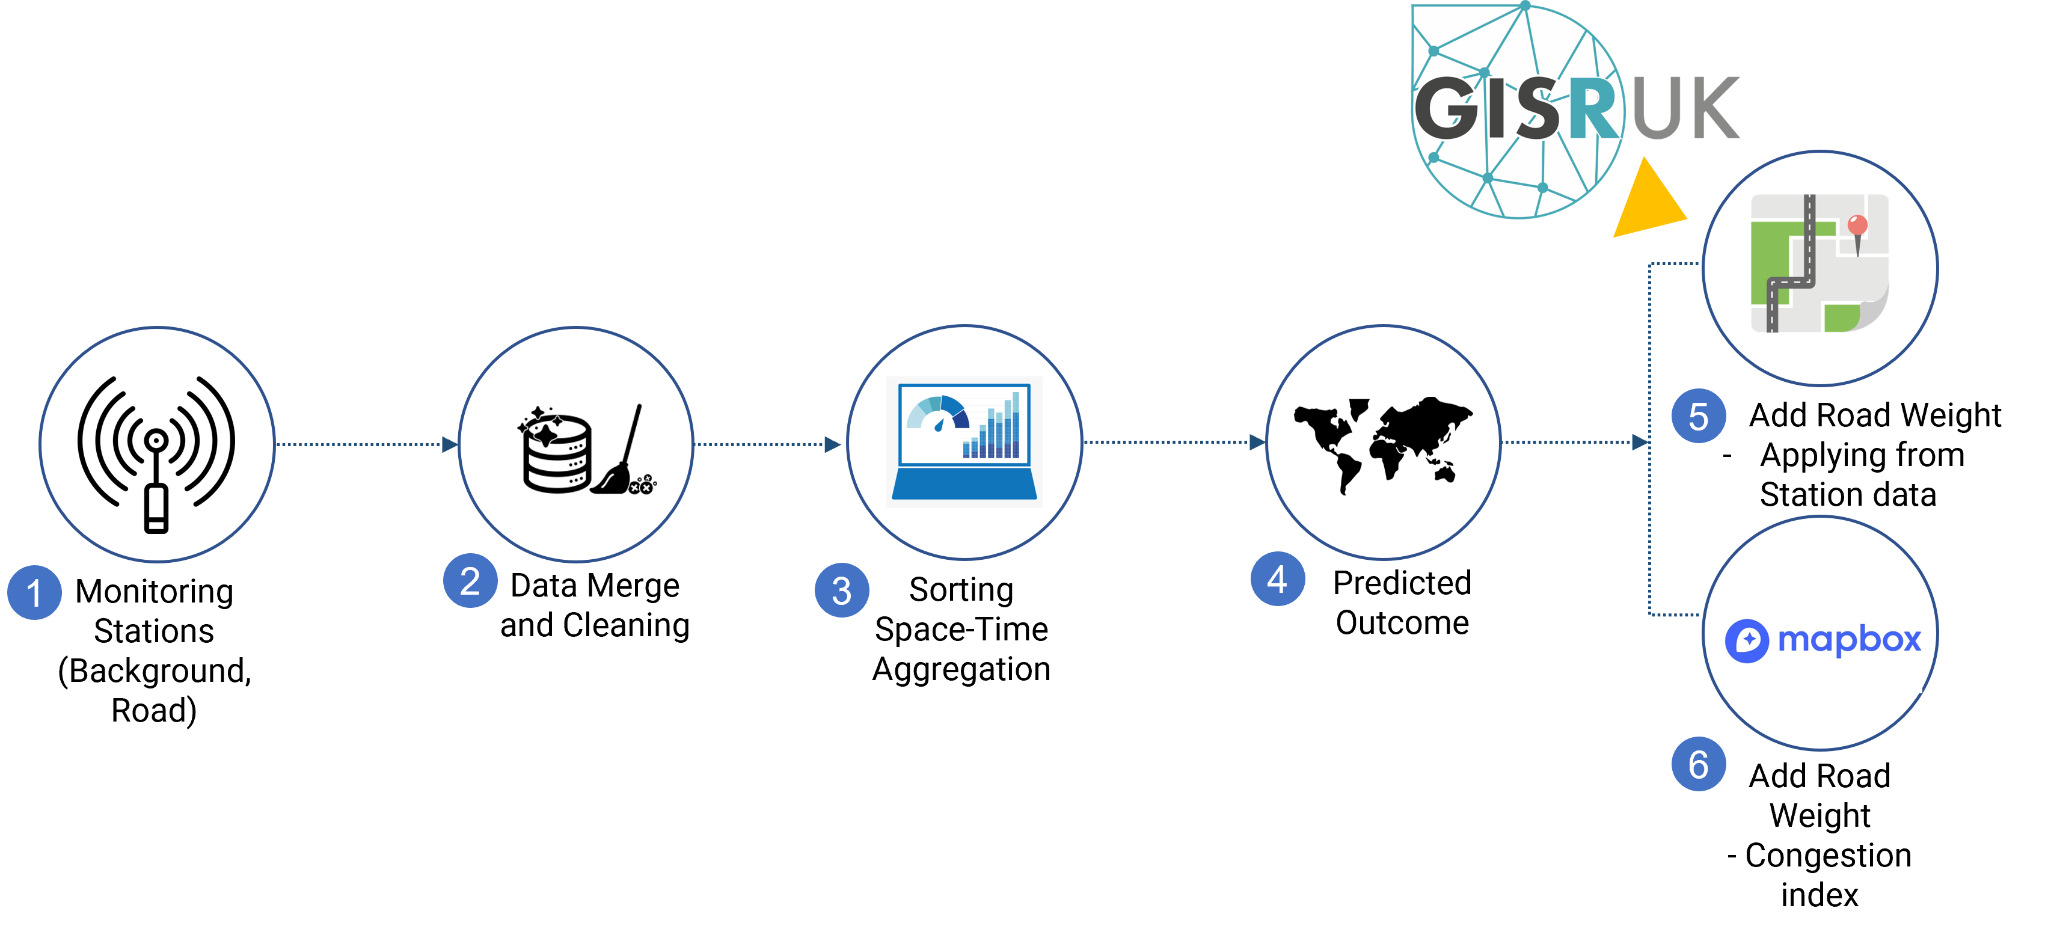 GISRUK
1
Monitoring
Stations
(Background,
Road)
2
Data Merge
and Cleaning
3
Sorting
Space-Time
Aggregation
4
Predicted
Outcome
5
Add Road Weight
- Applying from
Station data
mapbox
6
Add Road
Weight
- Congestion
index